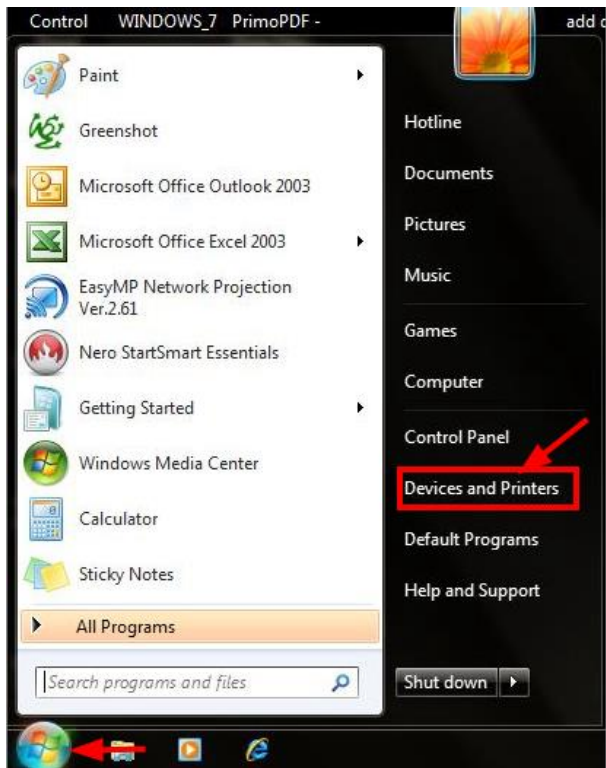 Control WINDOWS_7 PrimoPDF - add
Paint
Greenshot
Microsoft Office Outlook 2003
Microsoft Office Excel 2003
EasyMP Network Projection
Ver.2.61
Nero StartSmart Essentials
Getting Started
Windows Media Center
Calculator
Sticky Notes
All Programs
Search programs and files
Hotline
Documents
Pictures
Music
Games
Computer
Control Panel
Devices and Printers
Default Programs
Help and Support
Shut down